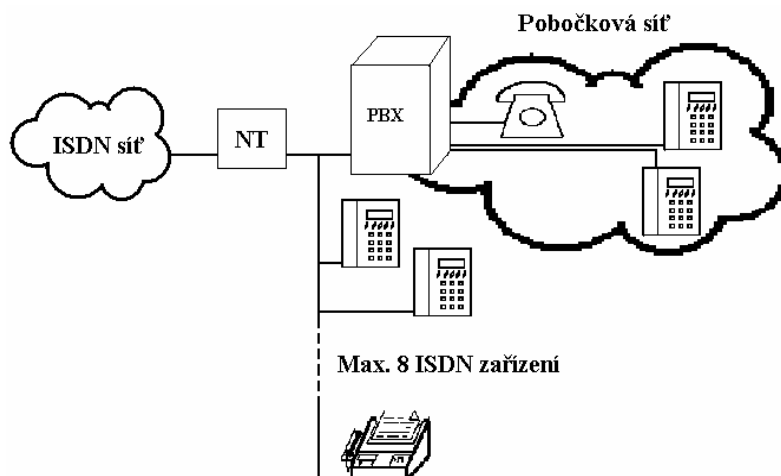 Pobočková síť
PBX
ISDN síť
NT
Max. 8 ISDN zařízení